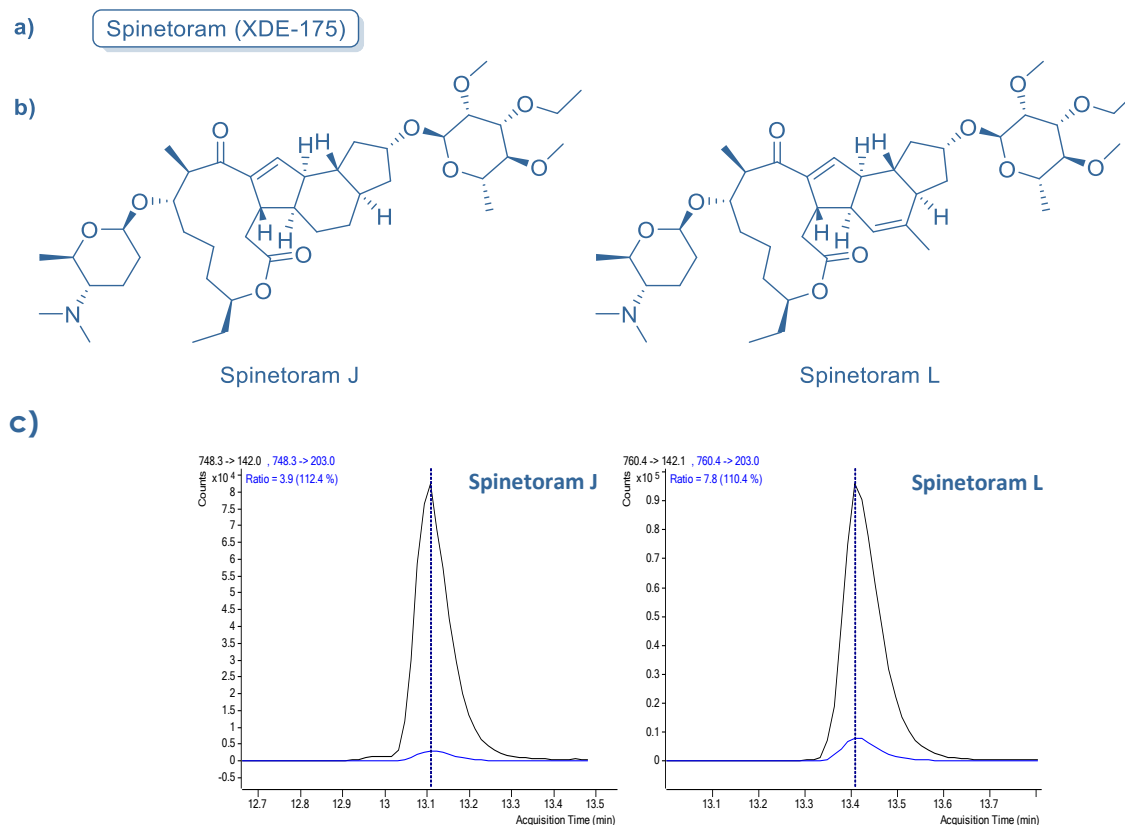 a)
Spinetoram (XDE-175)
b)
O O H H O O O O H H H O O O N
Spinetoram J
O O H H O O O O H H H O O O N
Spinetoram L
c)
748.3 -> 142.0 , 748.3 -> 203.0
Counts
x10 4
Ratio = 3.9 (112.4 %)
Spinetoram J
8
7.5
7
6.5
6
5.5
5
4.5
4
3.5
3
2.5
2
1.5
1
0.5
0
-0.5
12.7 12.8 12.9 13 13.1 13.2 13.3 13.4 13.5
Acquisition Time (min)
760.4 -> 142.1 , 760.4 -> 203.0
Counts
x10 5
Ratio = 7.8 (110.4 %)
Spinetoram L
0.9
0.8
0.7
0.6
0.5
0.4
0.3
0.2
0.1
0
13.1 13.2 13.3 13.4 13.5 13.6 13.7
Acquisition Time (min)